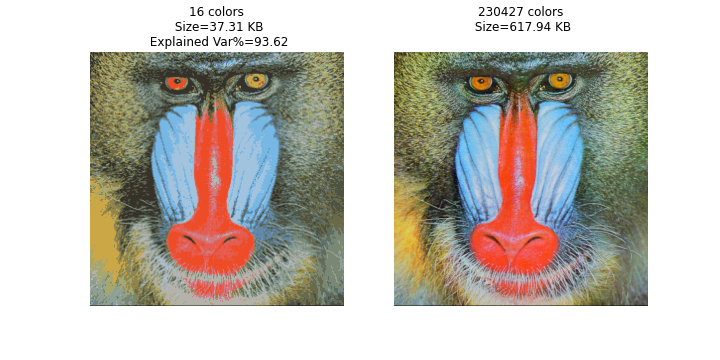 16 colors
Size=37.31 KB
Explained Var%=93.62
230427 colors
Size=617.94 KB